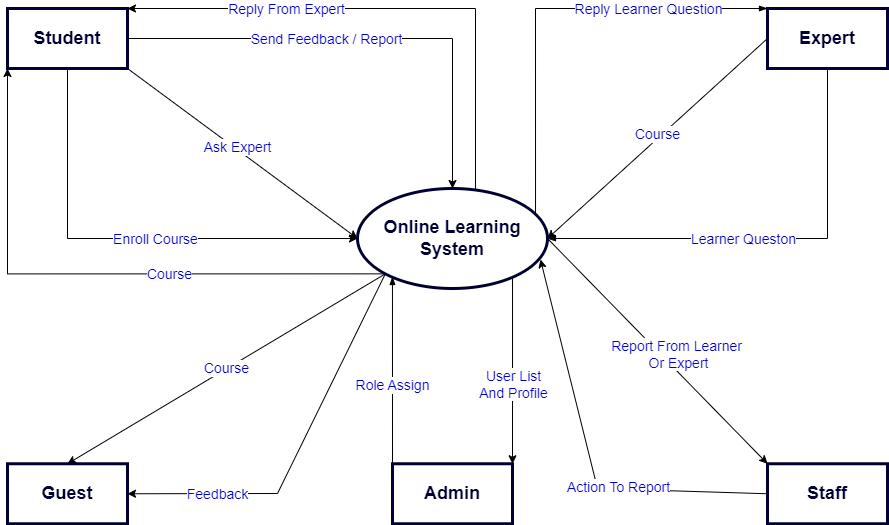 Reply From Expert
Reply Learner Question
Student
Send Feedback / Report
Expert
Course
Ask Expert
Online Learning
System
Enroll Course
Learner Queston
Course
Report From Learner
Or Expert
Course
User List
And Profile
Role Assign
Action To Report
Guest
Feedback
Admin
Staff